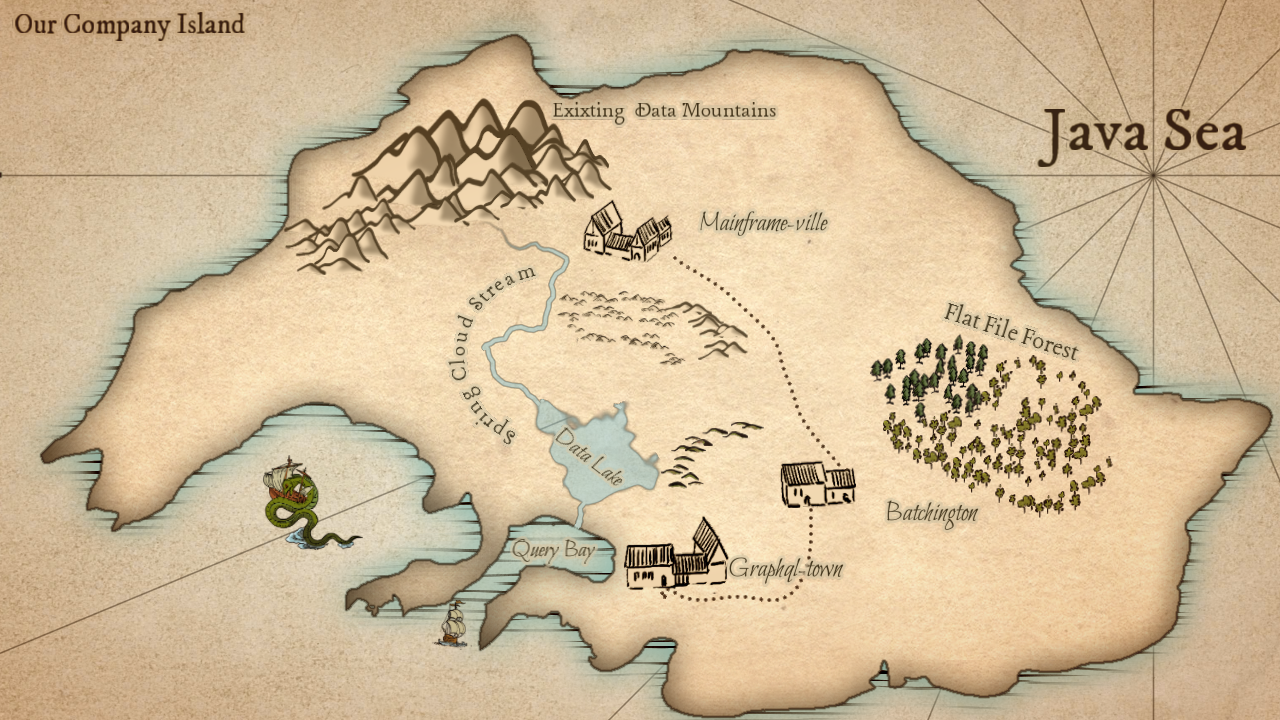 Our Company Island
Exixting Data Mountains
Java Sea
Mainframe-ville
Spring Cloud Stream
Flat File Forest
Data Lake
Batchington
Query Bay
Graphql-town